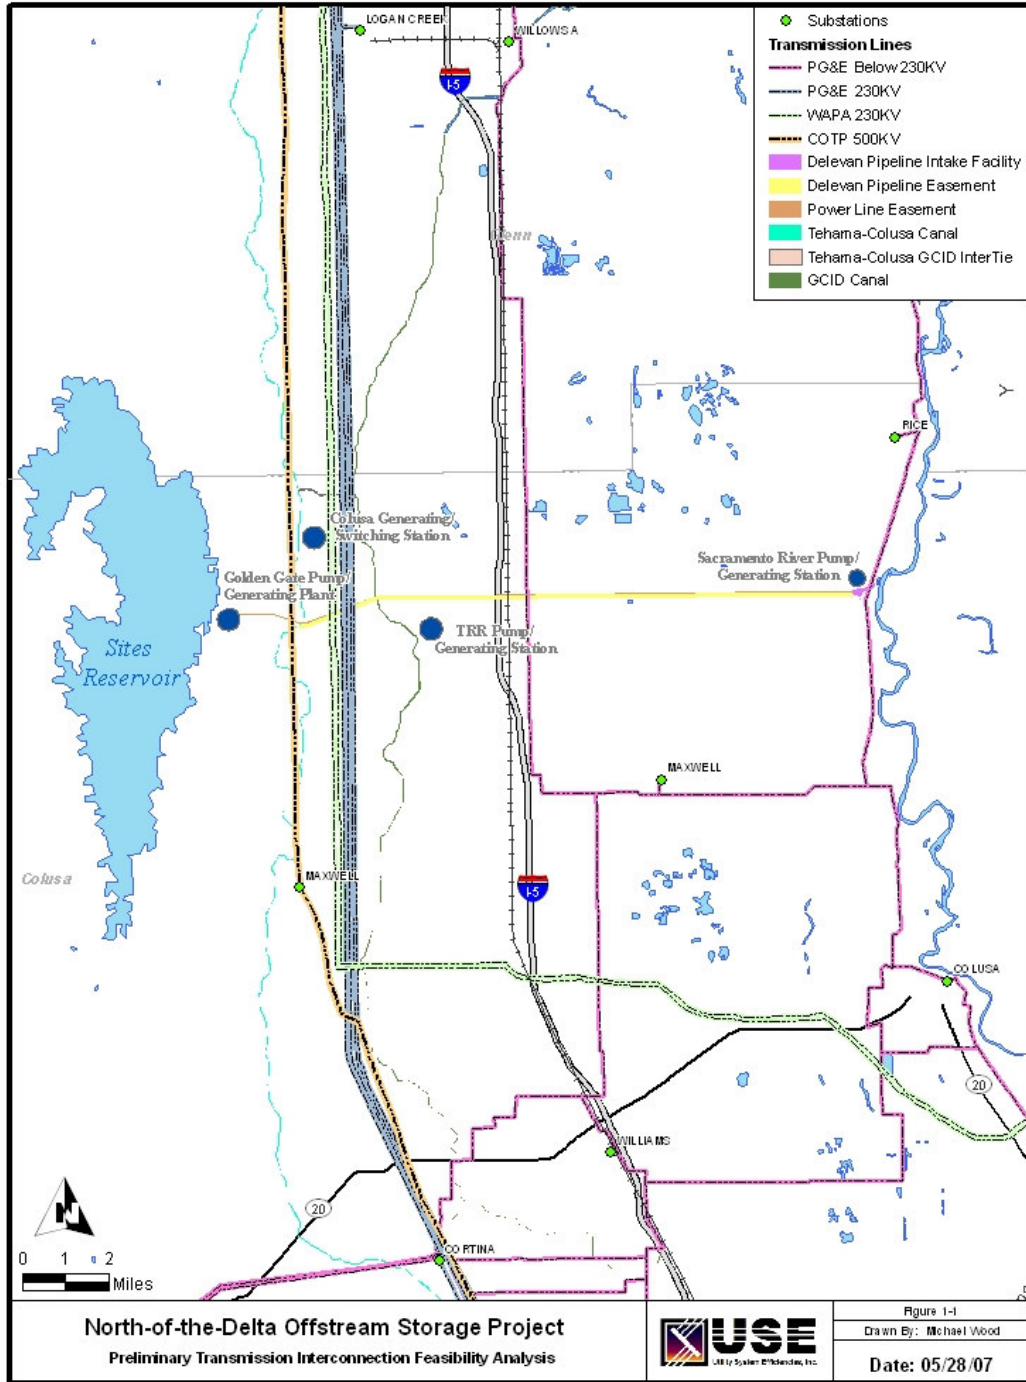 LOGAN CREEK
WILLOWS A
I-5
Substations
Transmission Lines
PG&E Below 230KV
PG&E 230KV
WAPA 230KV
COTP 500KV
Delevan Pipeline Intake Facility
Delevan Pipeline Easement
Power Line Easement
Tehama-Colusa Canal
Tehama-Colusa GCID InterTie
GCID Canal
Glenn
Y
RICE
Colusa Generating/
Switching Station
Sacramento River Pump/
Generating Station
Golden Gate Pump/
Generating Plant
TRR Pump/
Generating Station
Sites
Reservoir
MAXWELL
Colusa
MAXWELL
I-5
COLUSA
20
WILLIAMS
20
N
CORTINA
0 1 2
Miles
North-of-the-Delta Offstream Storage Project
Preliminary Transmission Interconnection Feasibility Analysis
USE
Utility System Efficiencies, Inc.
Figure 1-1
Drawn By: Michael Wood
Date: 05/28/07